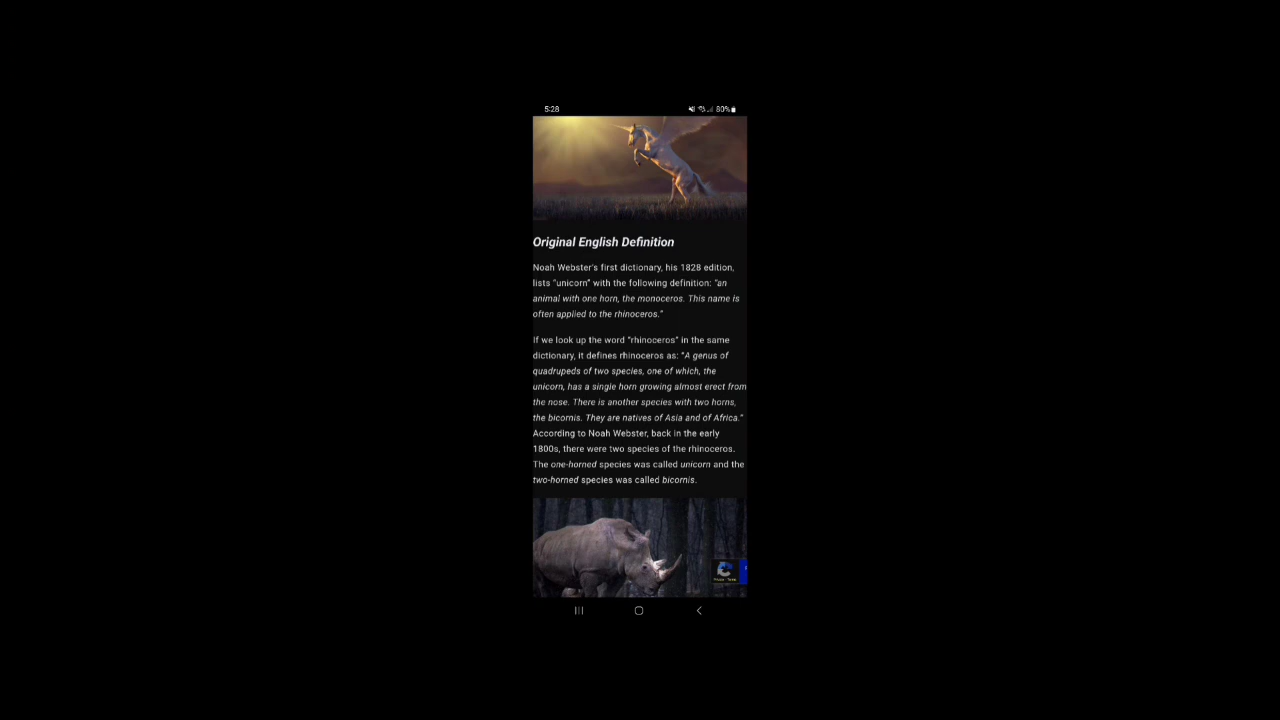 5:28
80%
Original English Definition
Noah Webster's first dictionary, his 1828 edition,
lists "unicorn" with the following definition: "an
animal with one horn, the monoceros. This name is
often applied to the rhinoceros."
If we look up the word "rhinoceros" in the same
dictionary, it defines rhinoceros as: "A genus of
quadrupeds of two species, one of which, the
unicorn, has a single horn growing almost erect from
the nose. There is another species with two horns,
the bicornis. They are natives of Asia and of Africa."
According to Noah Webster, back in the early
1800s, there were two species of the rhinoceros.
The one-horned species was called unicorn and the
two-horned species was called bicornis.
Privacy - Terms